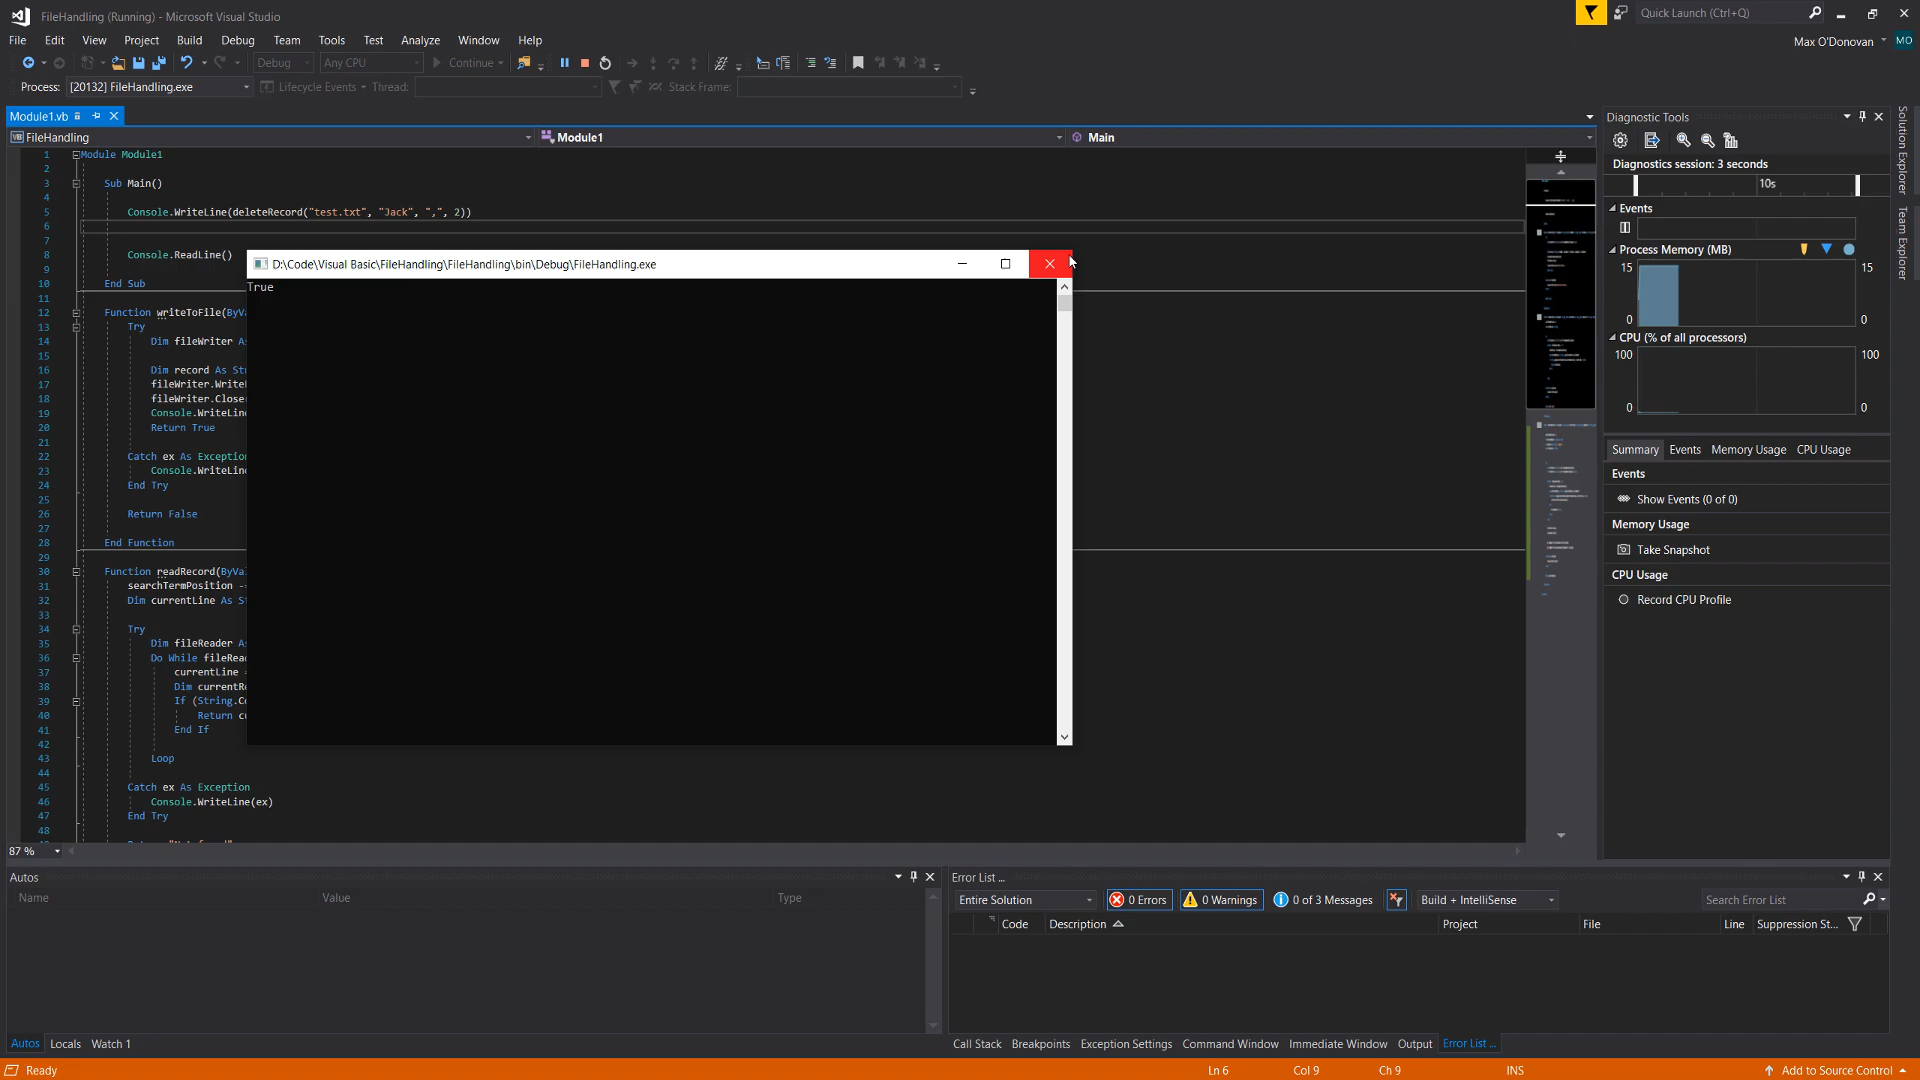 FileHandling (Running) - Microsoft Visual Studio
Quick Launch (Ctrl+Q)
File Edit View Project Build Debug Team Tools Test Analyze Window Help
Max O'Donovan MO
Debug Any CPU Continue
Process: [20132] FileHandling.exe Lifecycle Events Thread: Stack Frame:
Module1.vb
VB FileHandling Module1 Main
1 Module Module1
2
3 Sub Main()
4
5 Console.WriteLine(deleteRecord("test.txt", "Jack", ",", 2))
6
7
8 Console.ReadLine()
9
10 End Sub
11
12 Function writeToFile(ByVa
13 Try
14 Dim fileWriter As
15
16 Dim record As Str
17 fileWriter.WriteL
18 fileWriter.Close
19 Console.WriteLine
20 Return True
21
22 Catch ex As Exception
23 Console.WriteLine
24 End Try
25
26 Return False
27
28 End Function
29
30 Function readRecord(ByVal
31 searchTermPosition -
32 Dim currentLine As St
33
34 Try
35 Dim fileReader As
36 Do While fileRead
37 currentLine =
38 Dim currentRe
39 If (String.Co
40 Return cu
41 End If
42
43 Loop
44
45 Catch ex As Exception
46 Console.WriteLine(ex)
47 End Try
48
D:\Code\Visual Basic\FileHandling\FileHandling\bin\Debug\FileHandling.exe
True
87 %
Diagnostic Tools
Diagnostics session: 3 seconds
10s
Events
Process Memory (MB)
15 15
0 0
CPU (% of all processors)
100 100
0 0
Summary Events Memory Usage CPU Usage
Events
Show Events (0 of 0)
Memory Usage
Take Snapshot
CPU Usage
Record CPU Profile
Solution Explorer
Team Explorer
Autos
Name Value Type
Autos Locals Watch 1
Error List ...
Entire Solution 0 Errors 0 Warnings 0 of 3 Messages Build + IntelliSense Search Error List
Code Description Project File Line Suppression St...
Call Stack Breakpoints Exception Settings Command Window Immediate Window Output Error List ...
Ready Ln 6 Col 9 Ch 9 INS Add to Source Control